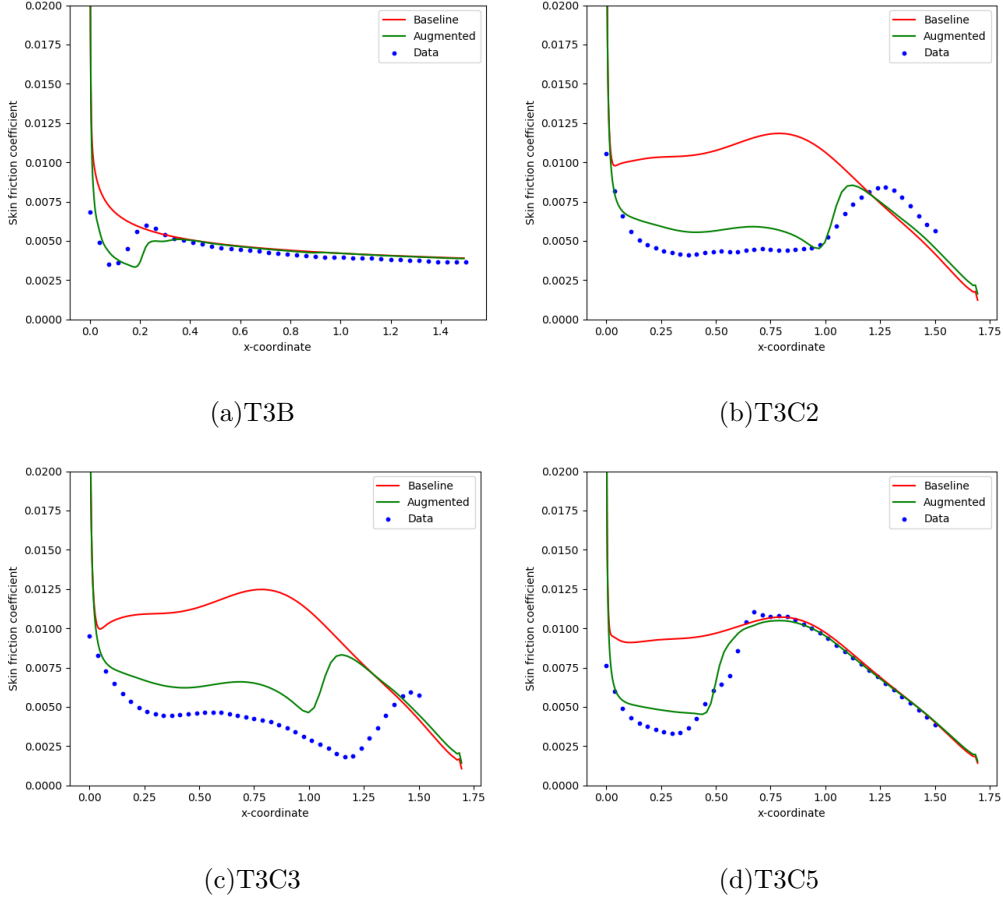 0.0200
0.0175
0.0150
0.0125
0.0100
0.0075
0.0050
0.0025
0.0000
Skin friction coefficient
Baseline
Augmented
Data
0.0 0.2 0.4 0.6 0.8 1.0 1.2 1.4
x-coordinate
(a)T3B
0.0200
0.0175
0.0150
0.0125
0.0100
0.0075
0.0050
0.0025
0.0000
Skin friction coefficient
Baseline
Augmented
Data
0.00 0.25 0.50 0.75 1.00 1.25 1.50 1.75
x-coordinate
(b)T3C2
0.0200
0.0175
0.0150
0.0125
0.0100
0.0075
0.0050
0.0025
0.0000
Skin friction coefficient
Baseline
Augmented
Data
0.00 0.25 0.50 0.75 1.00 1.25 1.50 1.75
x-coordinate
(c)T3C3
0.0200
0.0175
0.0150
0.0125
0.0100
0.0075
0.0050
0.0025
0.0000
Skin friction coefficient
Baseline
Augmented
Data
0.00 0.25 0.50 0.75 1.00 1.25 1.50 1.75
x-coordinate
(d)T3C5